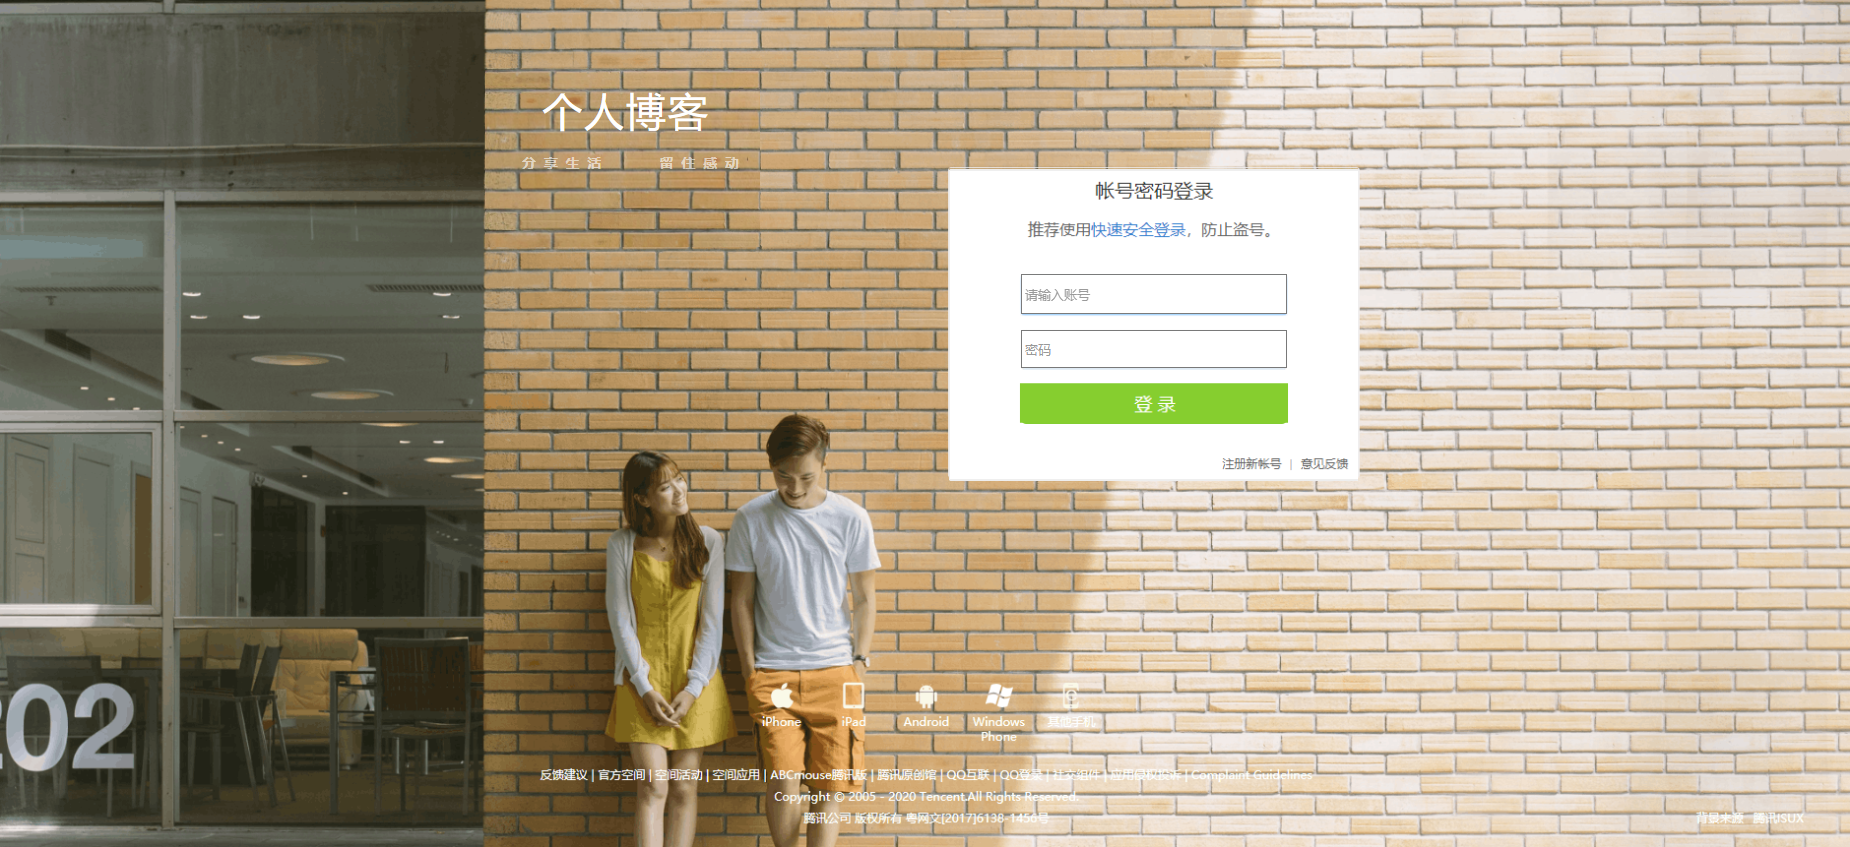 个人博客
分享生活 留住感动
帐号密码登录
推荐使用快速安全登录，防止盗号。
请输入账号
密码
登 录
注册新帐号 | 意见反馈
202
iPhone
iPad
Android
Windows Phone
其他手机
反馈建议 | 官方空间 | 空间活动 | 空间应用 | ABCmouse腾讯版 | 腾讯原创馆 | QQ互联 | QQ登录 | 社交组件 | 应用侵权投诉 | Complaint Guidelines
Copyright © 2005 - 2020 Tencent.All Rights Reserved.
腾讯公司 版权所有 粤网文[2017]6138-1456号
背景来源 腾讯ISUX